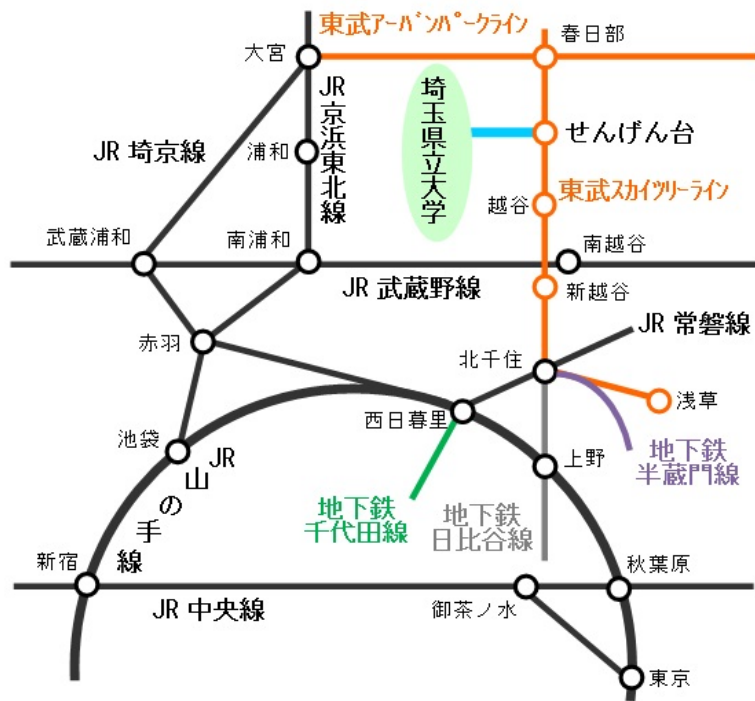 東武ｱｰﾊﾞﾝﾊﾟｰｸライン
春日部
大宮
JR 京浜東北線
埼玉県立大学
せんげん台
JR 埼京線
浦和
越谷
東武ｽｶｲﾂﾘｰライン
武蔵浦和
南浦和
南越谷
JR 武蔵野線
新越谷
JR 常磐線
赤羽
北千住
西日暮里
浅草
池袋
JR 山の手線
上野
地下鉄
半蔵門線
地下鉄
千代田線
地下鉄
日比谷線
新宿
秋葉原
JR 中央線
御茶ノ水
東京